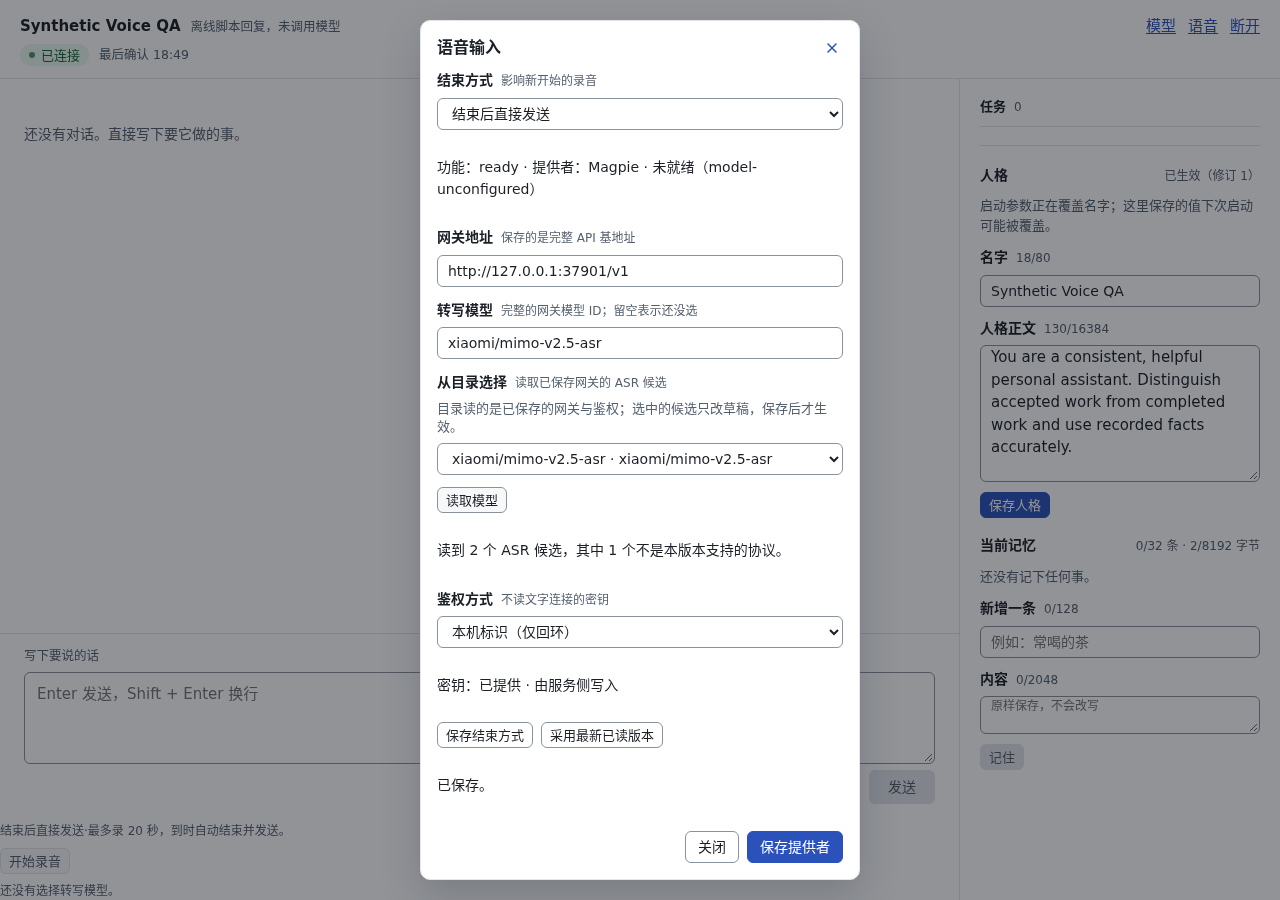 Synthetic Voice QA 离线脚本回复，未调用模型
已连接 最后确认 18:49
模型 语音 断开
还没有对话。直接写下要它做的事。
写下要说的话
Enter 发送，Shift + Enter 换行
发送
结束后直接发送·最多录 20 秒，到时自动结束并发送。
开始录音
还没有选择转写模型。
语音输入 ×
结束方式 影响新开始的录音
结束后直接发送
功能：ready · 提供者：Magpie · 未就绪（model-
unconfigured）
网关地址 保存的是完整 API 基地址
http://127.0.0.1:37901/v1
转写模型 完整的网关模型 ID；留空表示还没选
xiaomi/mimo-v2.5-asr
从目录选择 读取已保存网关的 ASR 候选
目录读的是已保存的网关与鉴权；选中的候选只改草稿，保存后才生
效。
xiaomi/mimo-v2.5-asr · xiaomi/mimo-v2.5-asr
读取模型
读到 2 个 ASR 候选，其中 1 个不是本版本支持的协议。
鉴权方式 不读文字连接的密钥
本机标识（仅回环）
密钥：已提供 · 由服务侧写入
保存结束方式 采用最新已读版本
已保存。
关闭 保存提供者
任务 0
人格 已生效（修订 1）
启动参数正在覆盖名字；这里保存的值下次启动
可能被覆盖。
名字 18/80
Synthetic Voice QA
人格正文 130/16384
You are a consistent, helpful
personal assistant. Distinguish
accepted work from completed
work and use recorded facts
accurately.
保存人格
当前记忆 0/32 条 · 2/8192 字节
还没有记下任何事。
新增一条 0/128
例如：常喝的茶
内容 0/2048
原样保存，不会改写
记住